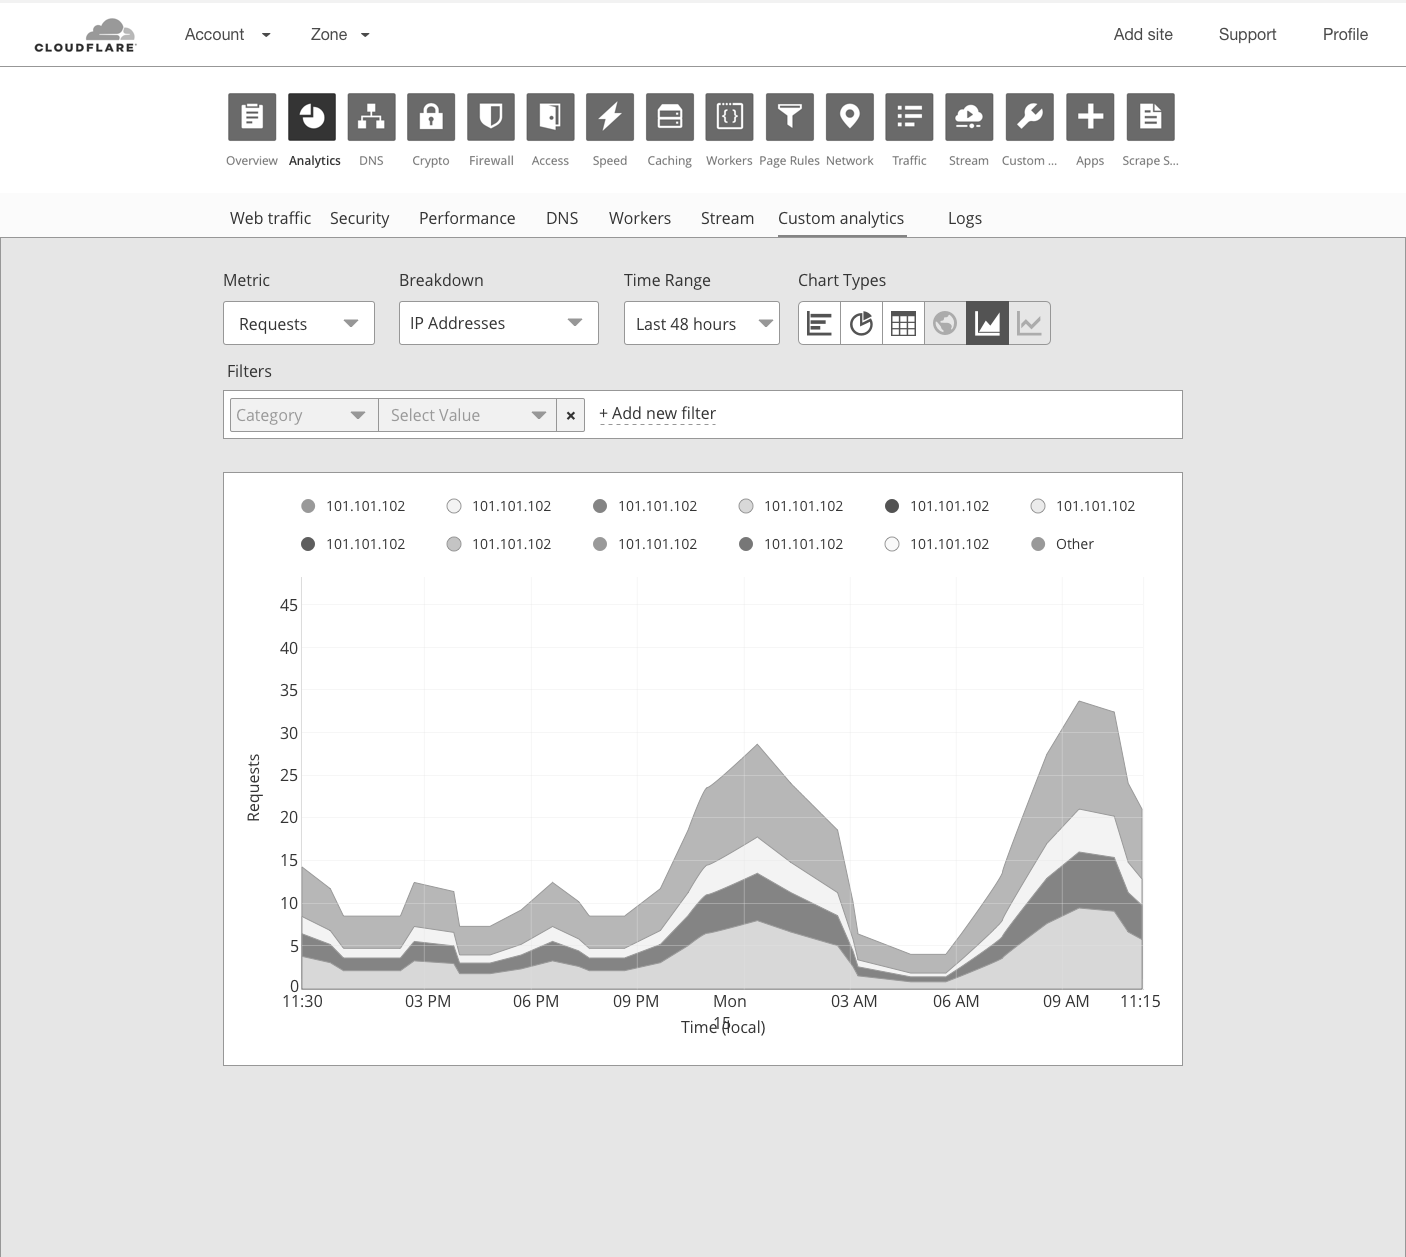 CLOUDFLARE
Account Zone Add site Support Profile
Overview Analytics DNS Crypto Firewall Access Speed Caching Workers Page Rules Network Traffic Stream Custom ... Apps Scrape S...
Web traffic Security Performance DNS Workers Stream Custom analytics Logs
Metric Breakdown Time Range Chart Types
Requests IP Addresses Last 48 hours
Filters
Category Select Value × + Add new filter
101.101.102 101.101.102 101.101.102 101.101.102 101.101.102 101.101.102
101.101.102 101.101.102 101.101.102 101.101.102 101.101.102 Other
45
40
35
30
25
20
15
10
5
0
Requests
11:30 03 PM 06 PM 09 PM Mon 03 AM 06 AM 09 AM 11:15
15
Time (local)